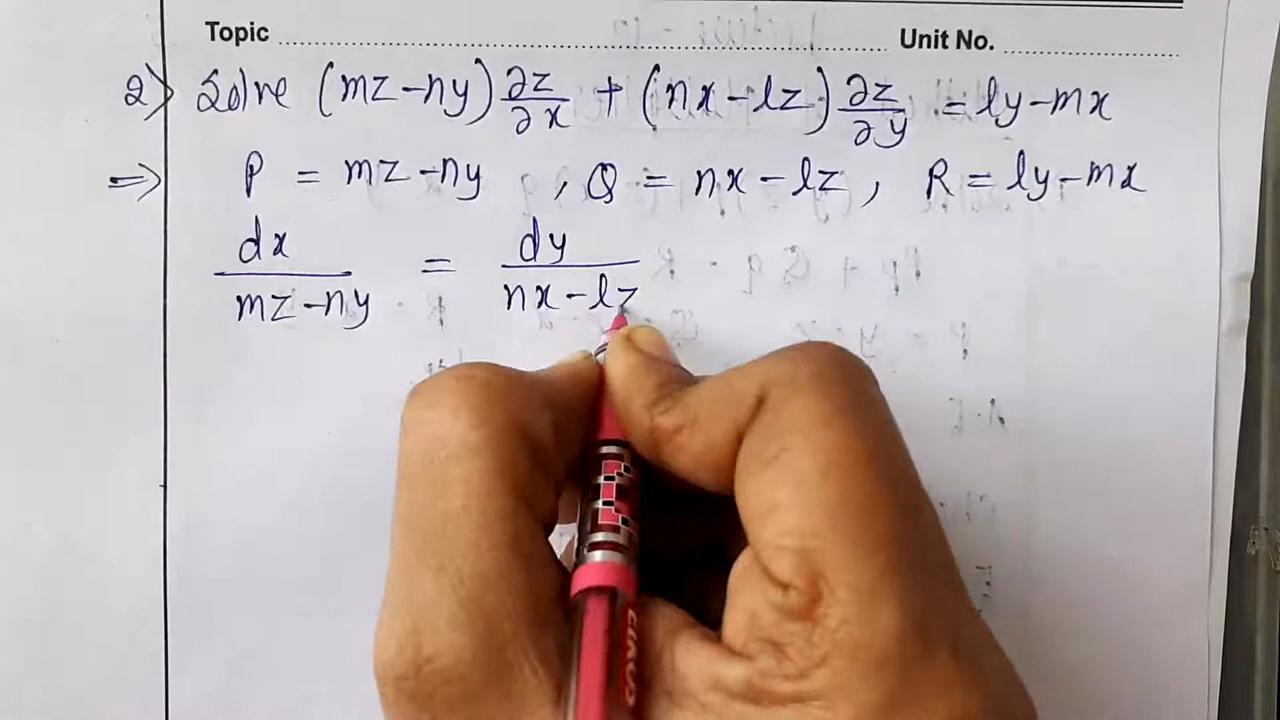 Topic ........ Unit No. ........
2) Solve (mz-ny) ∂z/∂x + (nx-lz) ∂z/∂y = ly-mx
⇒ P = mz-ny , Q = nx-lz , R = ly-mx
dx/(mz-ny) = dy/(nx-lz)